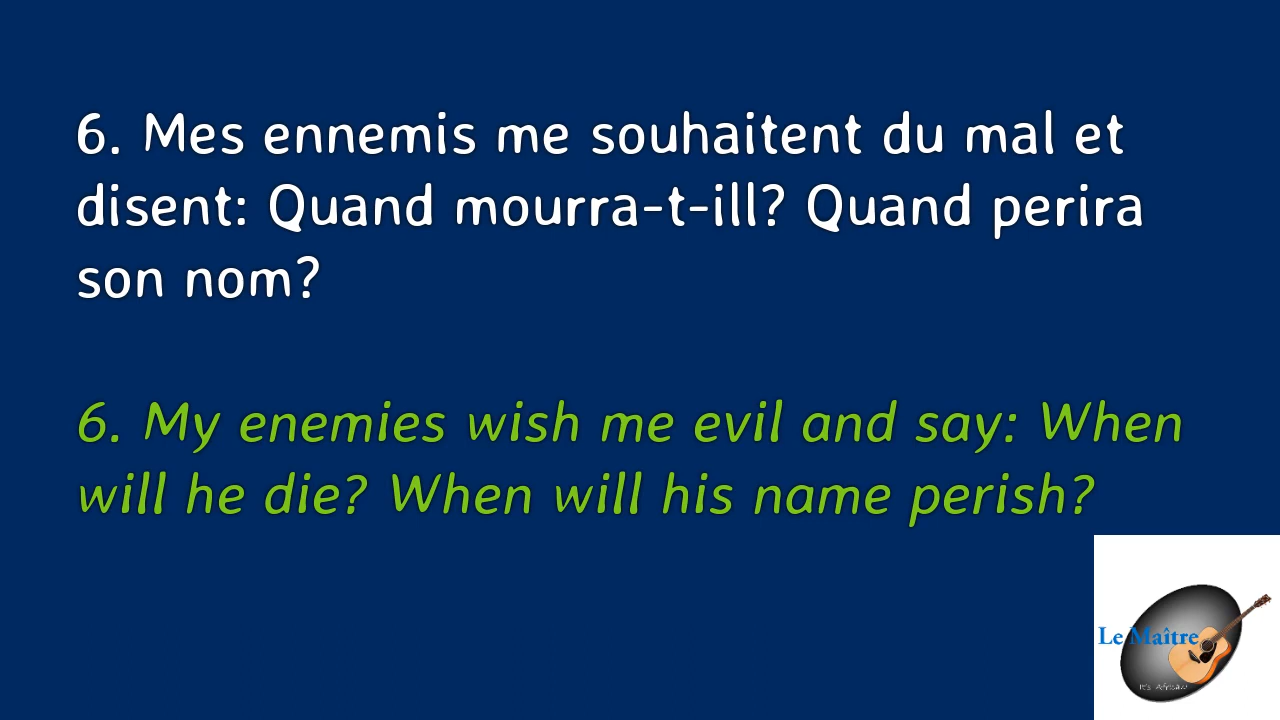 6. Mes ennemis me souhaitent du mal et
disent: Quand mourra-t-ill? Quand perira
son nom?
6. My enemies wish me evil and say: When
will he die? When will his name perish?
Le Maître